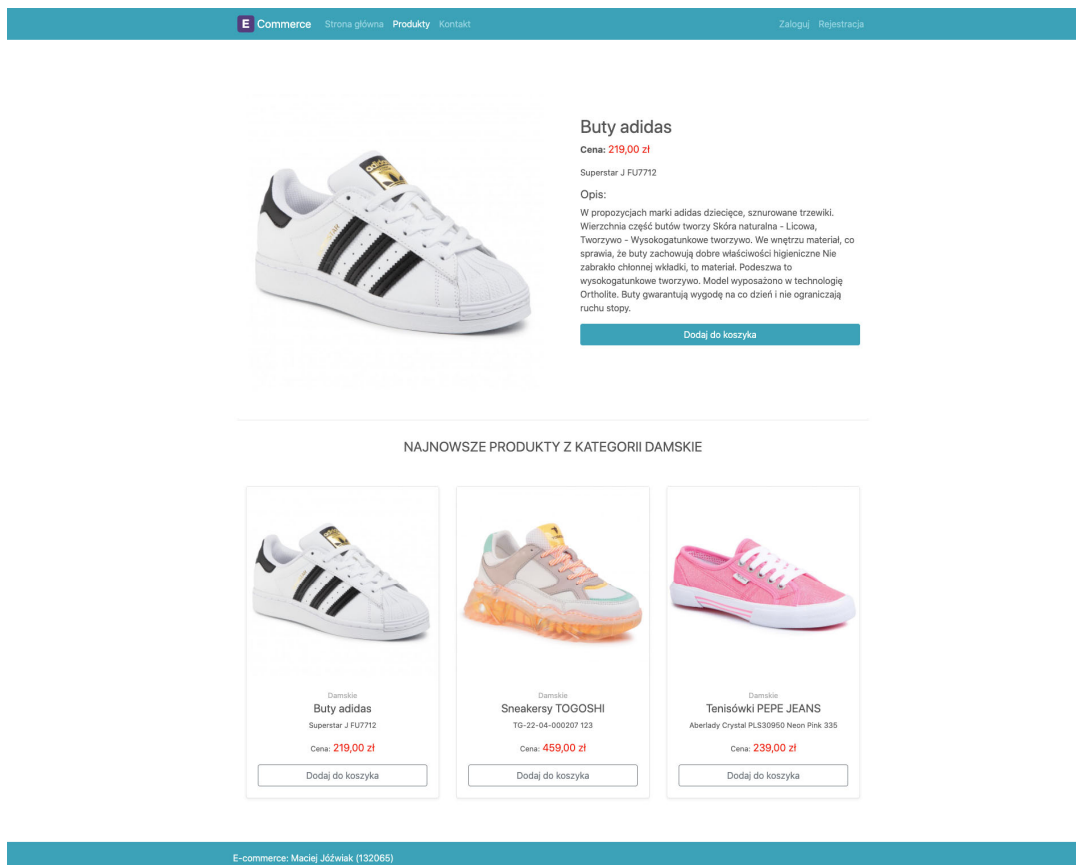 E Commerce Strona główna Produkty Kontakt Zaloguj Rejestracja
Buty adidas
Cena: 219,00 zł
Superstar J FU7712
Opis:
W propozycjach marki adidas dziecięce, sznurowane trzewiki.
Wierzchnia część butów tworzy Skóra naturalna - Licowa,
Tworzywo - Wysokogatunkowe tworzywo. We wnętrzu materiał, co
sprawia, że buty zachowują dobre właściwości higieniczne Nie
zabrakło chłonnej wkładki, to materiał. Podeszwa to
wysokogatunkowe tworzywo. Model wyposażono w technologię
Ortholite. Buty gwarantują wygodę na co dzień i nie ograniczają
ruchu stopy.
Dodaj do koszyka
NAJNOWSZE PRODUKTY Z KATEGORII DAMSKIE
Damskie
Buty adidas
Superstar J FU7712
Cena: 219,00 zł
Dodaj do koszyka
Damskie
Sneakersy TOGOSHI
TG-22-04-000207 123
Cena: 459,00 zł
Dodaj do koszyka
Damskie
Tenisówki PEPE JEANS
Aberlady Crystal PLS30950 Neon Pink 335
Cena: 239,00 zł
Dodaj do koszyka
E-commerce: Maciej Jóźwiak (132065)